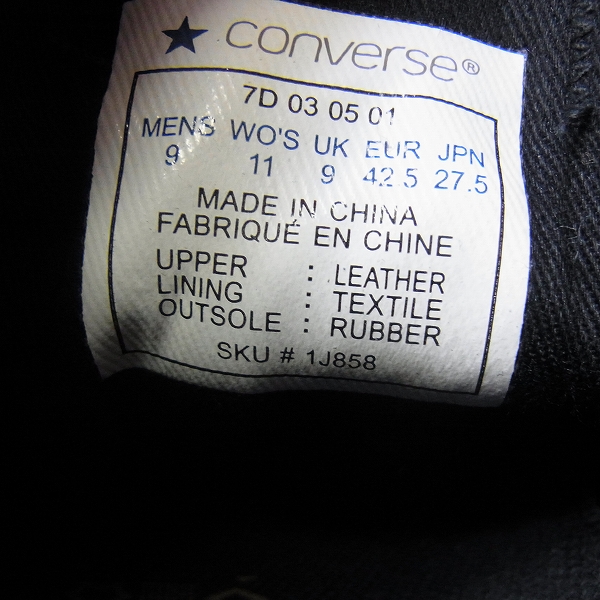 converse®
7D 03 05 01
MENS WO'S UK EUR JPN
9 11 9 42.5 27.5
MADE IN CHINA
FABRIQUÉ EN CHINE
UPPER : LEATHER
LINING : TEXTILE
OUTSOLE : RUBBER
SKU # 1J858